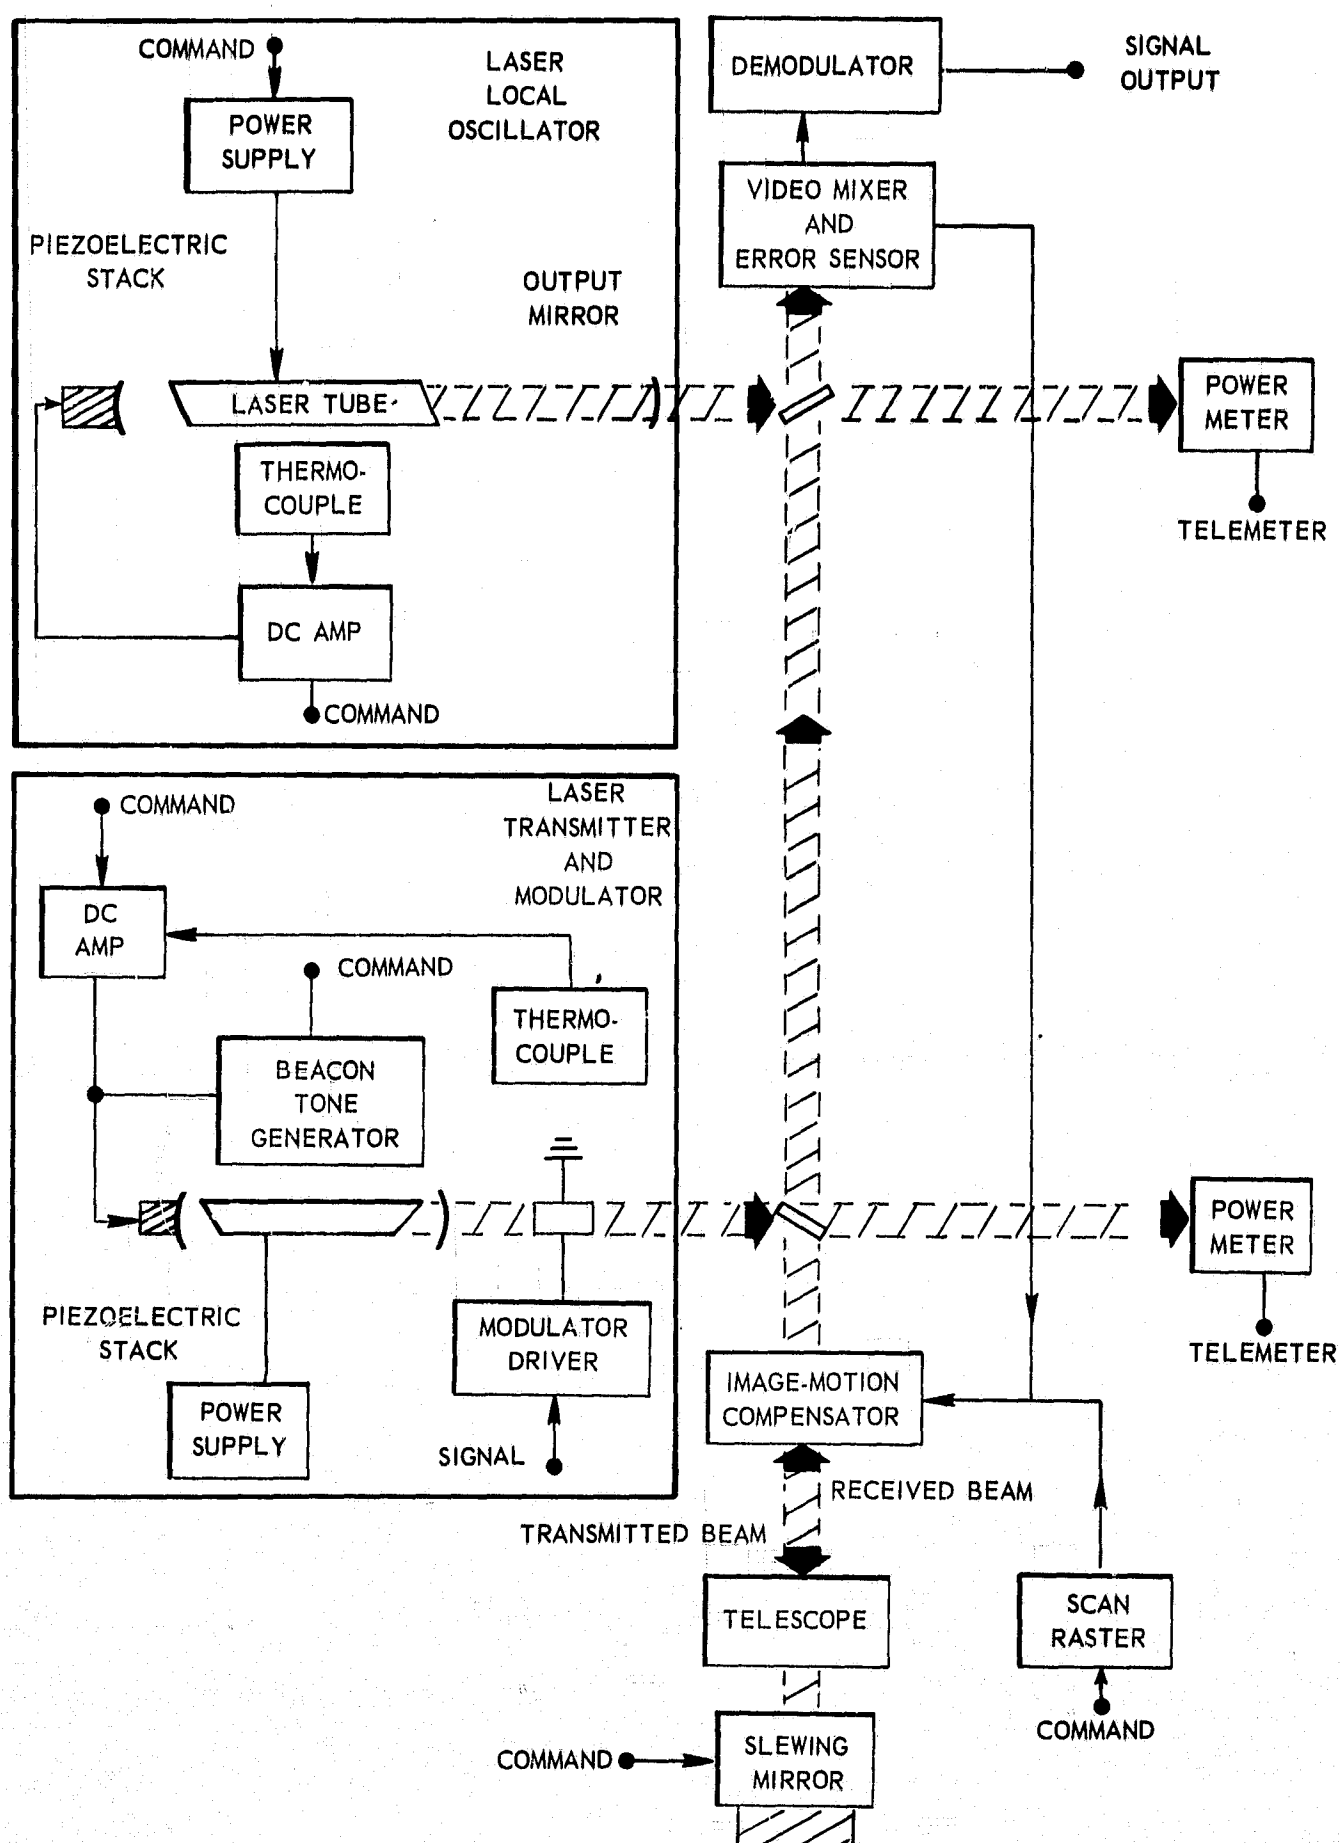 COMMAND
POWER
SUPPLY
LASER
LOCAL
OSCILLATOR
PIEZOELECTRIC
STACK
OUTPUT
MIRROR
LASER TUBE
THERMO-
COUPLE
DC AMP
COMMAND
DEMODULATOR
SIGNAL
OUTPUT
VIDEO MIXER
AND
ERROR SENSOR
POWER
METER
TELEMETER
COMMAND
LASER
TRANSMITTER
AND
MODULATOR
DC
AMP
COMMAND
THERMO-
COUPLE
BEACON
TONE
GENERATOR
PIEZOELECTRIC
STACK
POWER
SUPPLY
MODULATOR
DRIVER
SIGNAL
POWER
METER
TELEMETER
IMAGE-MOTION
COMPENSATOR
RECEIVED BEAM
TRANSMITTED BEAM
TELESCOPE
SCAN
RASTER
COMMAND
COMMAND
SLEWING
MIRROR